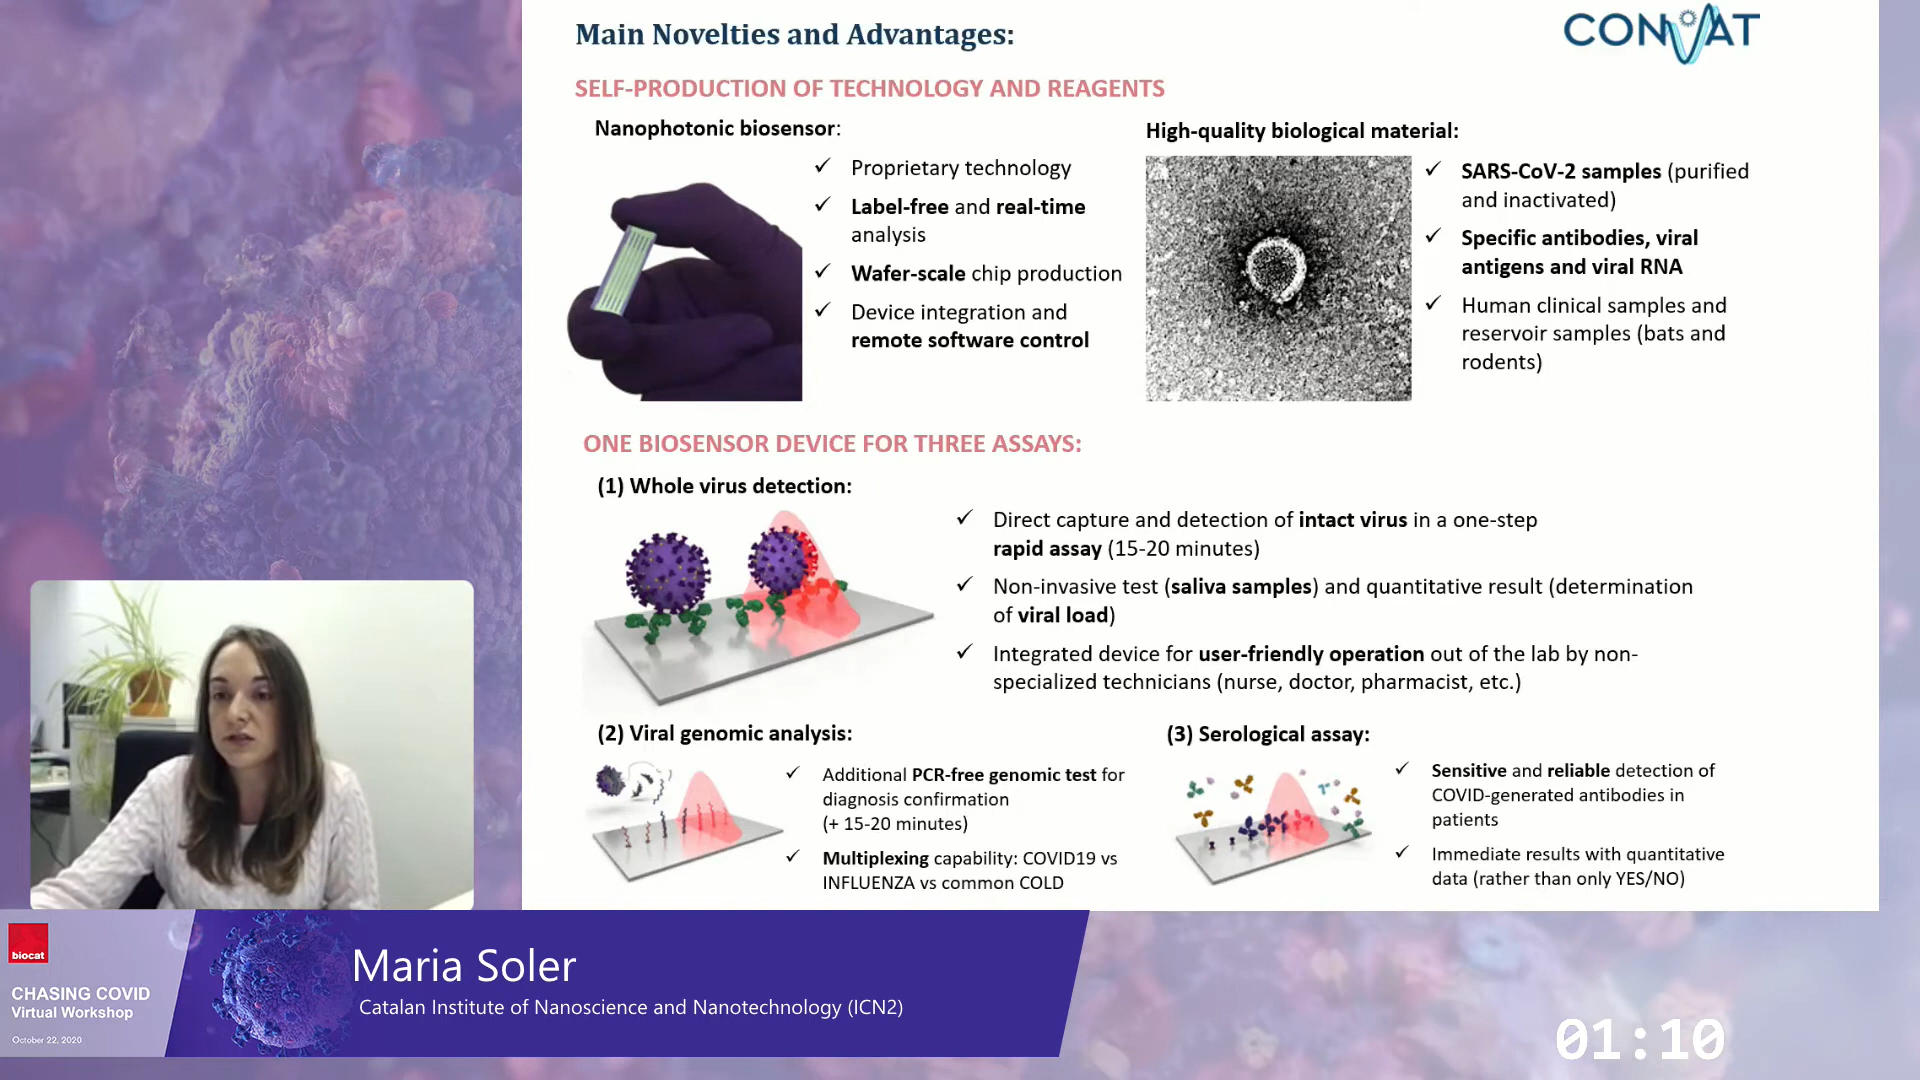 Main Novelties and Advantages:
CONVAT
SELF-PRODUCTION OF TECHNOLOGY AND REAGENTS
Nanophotonic biosensor:
✓ Proprietary technology
✓ Label-free and real-time
analysis
✓ Wafer-scale chip production
✓ Device integration and
remote software control
High-quality biological material:
✓ SARS-CoV-2 samples (purified
and inactivated)
✓ Specific antibodies, viral
antigens and viral RNA
✓ Human clinical samples and
reservoir samples (bats and
rodents)
ONE BIOSENSOR DEVICE FOR THREE ASSAYS:
(1) Whole virus detection:
✓ Direct capture and detection of intact virus in a one-step
rapid assay (15-20 minutes)
✓ Non-invasive test (saliva samples) and quantitative result (determination
of viral load)
✓ Integrated device for user-friendly operation out of the lab by non-
specialized technicians (nurse, doctor, pharmacist, etc.)
(2) Viral genomic analysis:
✓ Additional PCR-free genomic test for
diagnosis confirmation
(+ 15-20 minutes)
✓ Multiplexing capability: COVID19 vs
INFLUENZA vs common COLD
(3) Serological assay:
✓ Sensitive and reliable detection of
COVID-generated antibodies in
patients
✓ Immediate results with quantitative
data (rather than only YES/NO)
biocat
CHASING COVID
Virtual Workshop
October 22, 2020
Maria Soler
Catalan Institute of Nanoscience and Nanotechnology (ICN2)
01:10